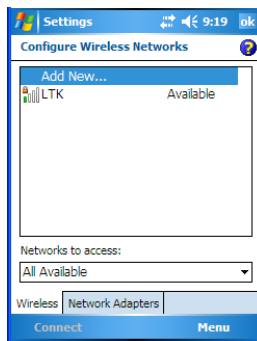 Settings 9:19 ok
Configure Wireless Networks ?
Add New...
LTK Available
Networks to access:
All Available
Wireless Network Adapters
Connect Menu